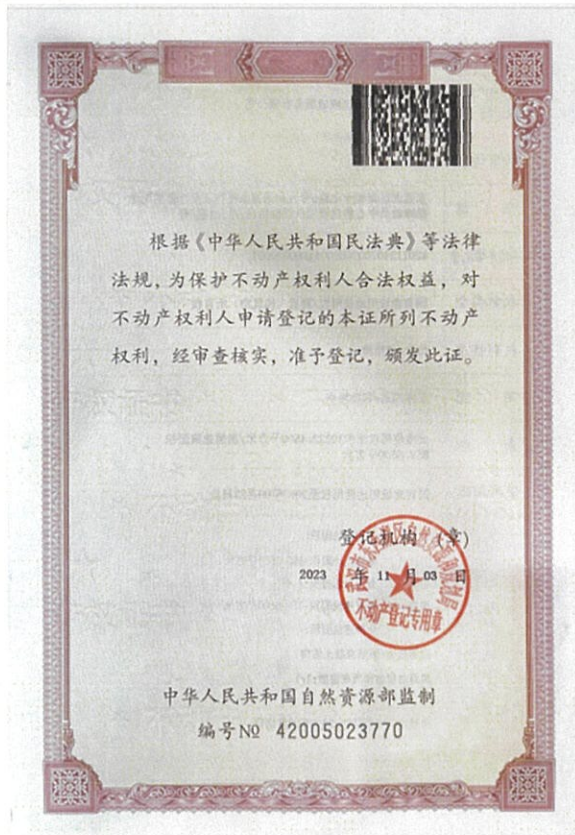 根据《中华人民共和国民法典》等法律
法规，为保护不动产权利人合法权益，对
不动产权利人申请登记的本证所列不动产
权利，经审查核实，准予登记，颁发此证。
登记机构（章）
2023 年 11 月 03 日
不动产登记专用章
中华人民共和国自然资源部监制
编号№ 42005023770